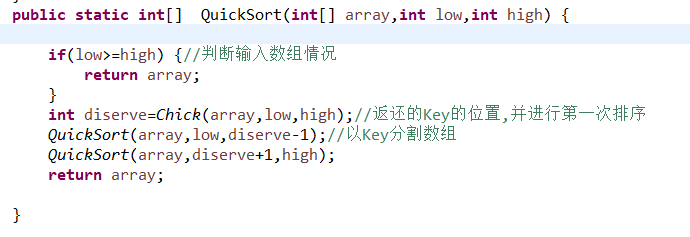 public static int[]  QuickSort(int[] array,int low,int high) {
if(low>=high) {//判断输入数组情况
return array;
}
int diserve=Chick(array,low,high);//返还的Key的位置,并进行第一次排序
QuickSort(array,low,diserve-1);//以Key分割数组
QuickSort(array,diserve+1,high);
return array;
}